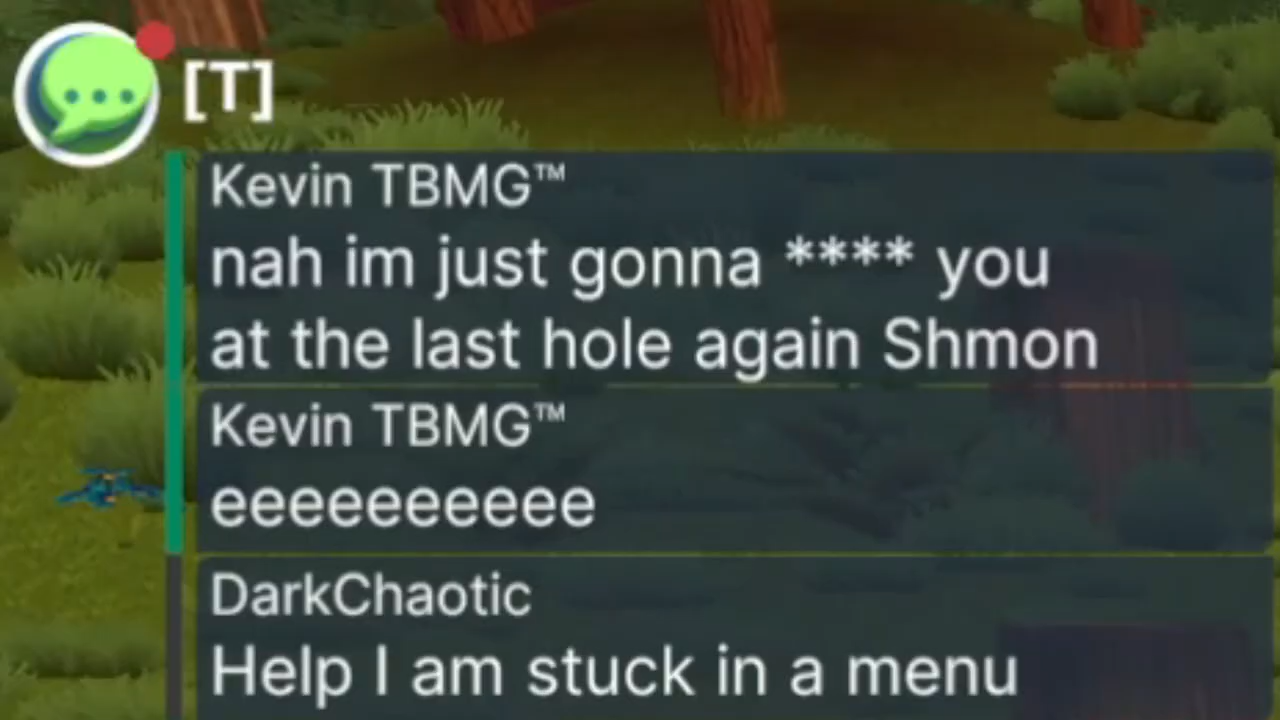 [T]
Kevin TBMG™
nah im just gonna **** you
at the last hole again Shmon
Kevin TBMG™
eeeeeeeeee
DarkChaotic
Help I am stuck in a menu